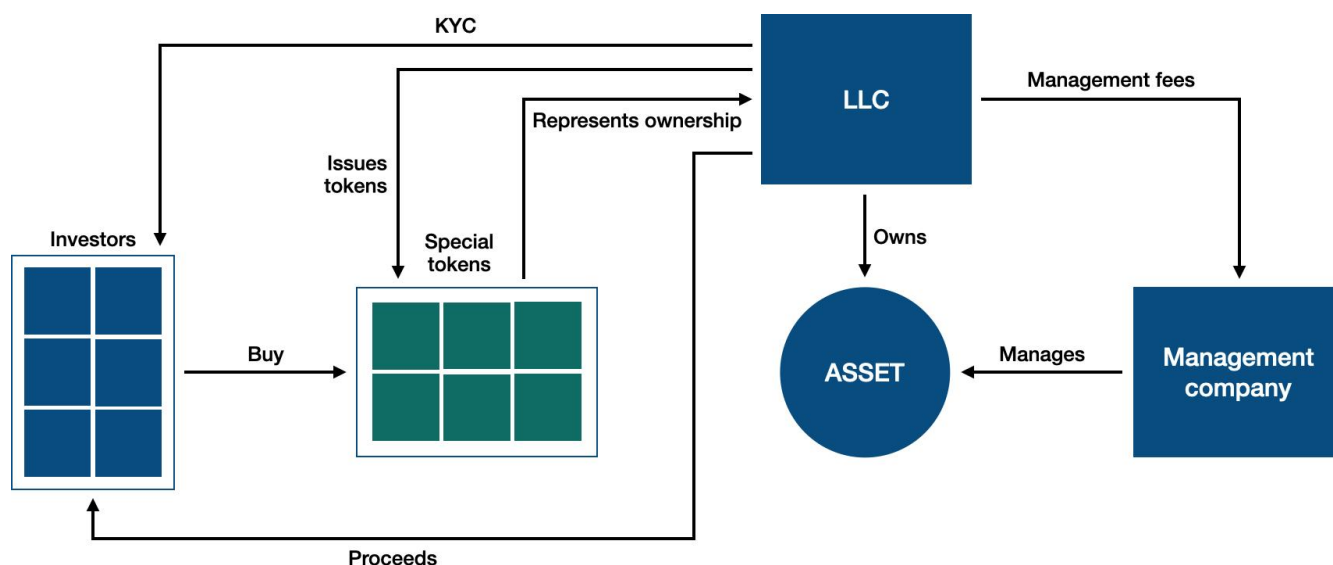 KYC
LLC
Management fees
Represents ownership
Issues
tokens
Investors
Special
tokens
Owns
Buy
ASSET
Manages
Management
company
Proceeds